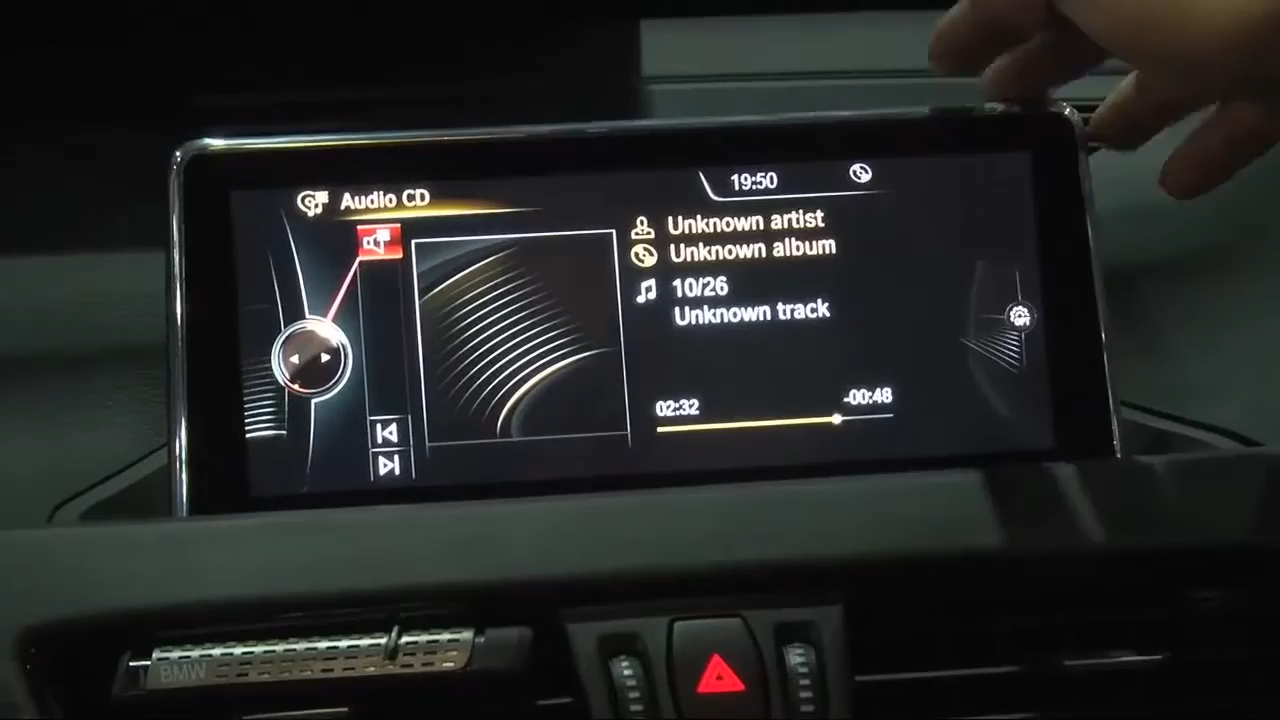 19:50
Audio CD
Unknown artist
Unknown album
10/26
Unknown track
02:32
-00:48
BMW